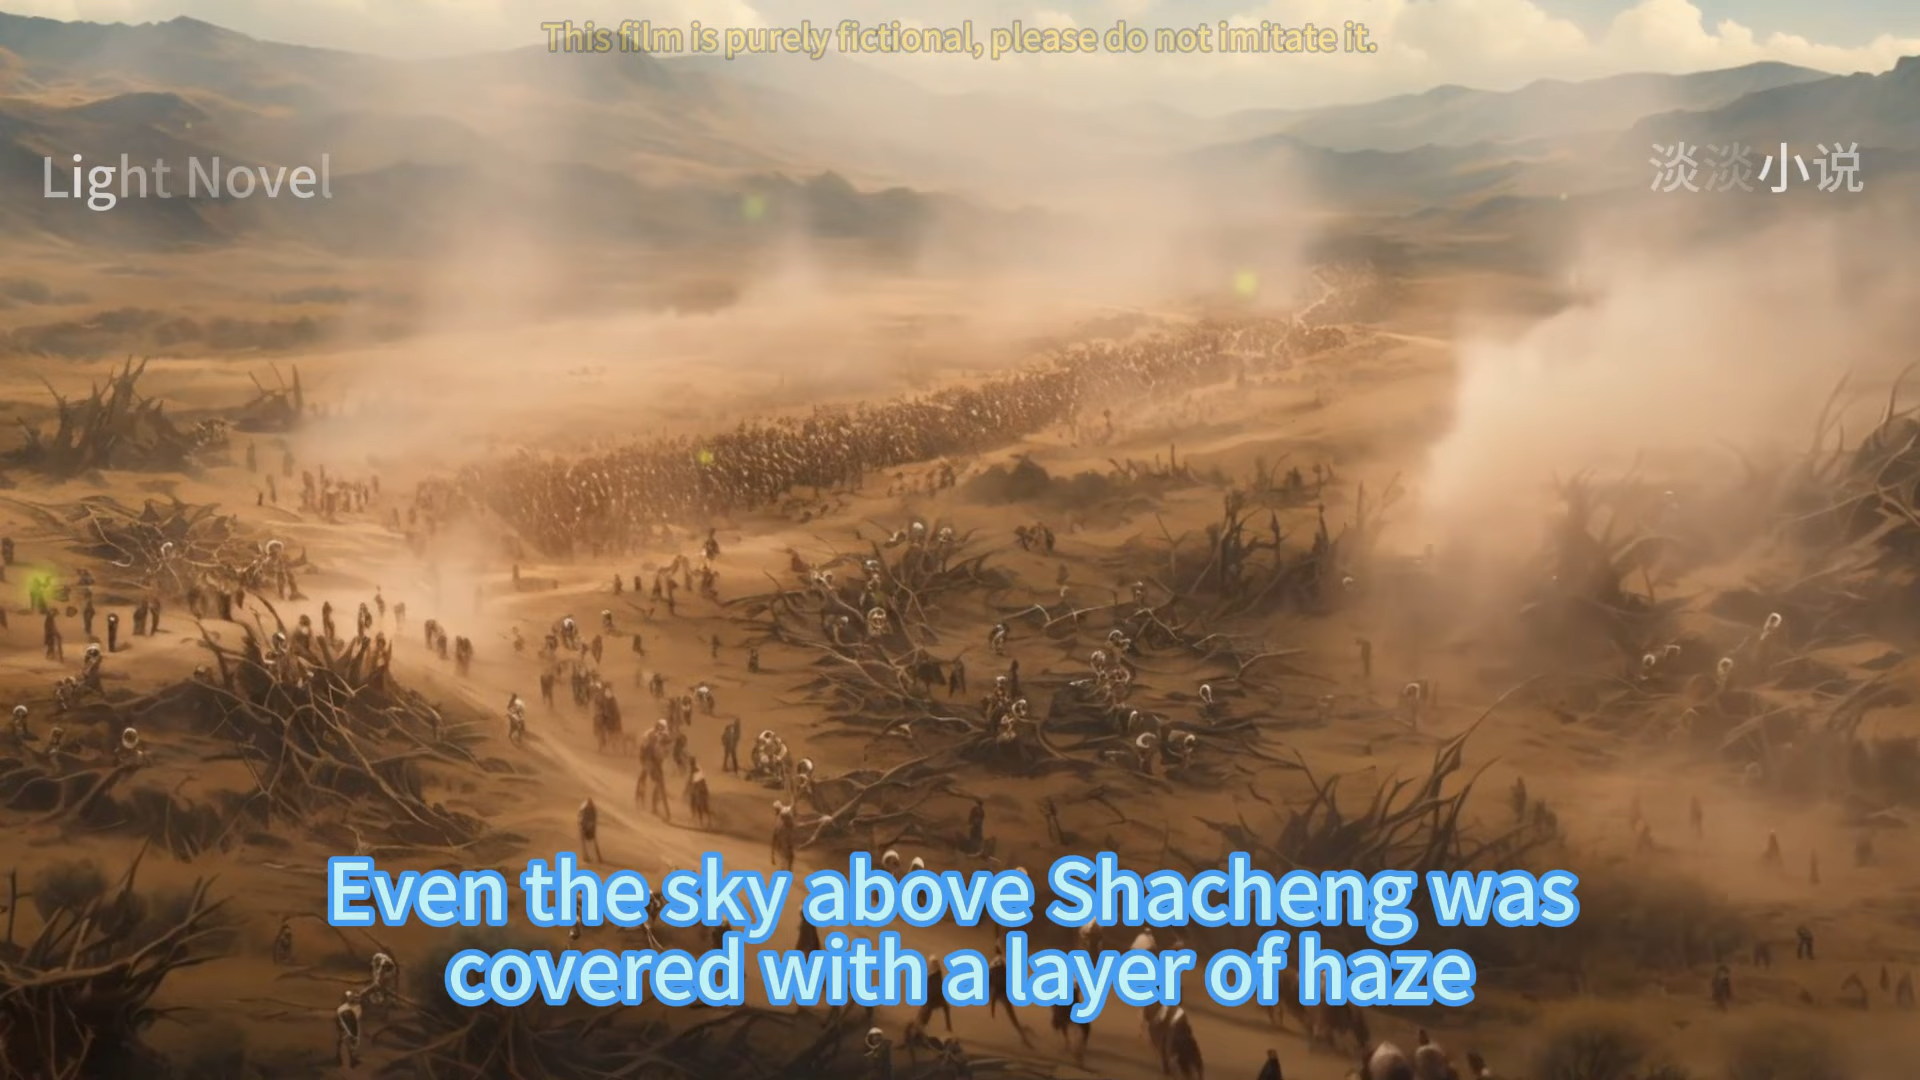 This film is purely fictional, please do not imitate it.
Light Novel
淡淡小说
Even the sky above Shacheng was
covered with a layer of haze